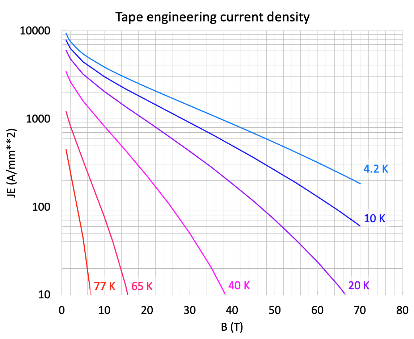 Tape engineering current density
10000
1000
100
10
JE (A/mm**2)
4.2 K
10 K
20 K
40 K
65 K
77 K
0 10 20 30 40 50 60 70 80
B (T)